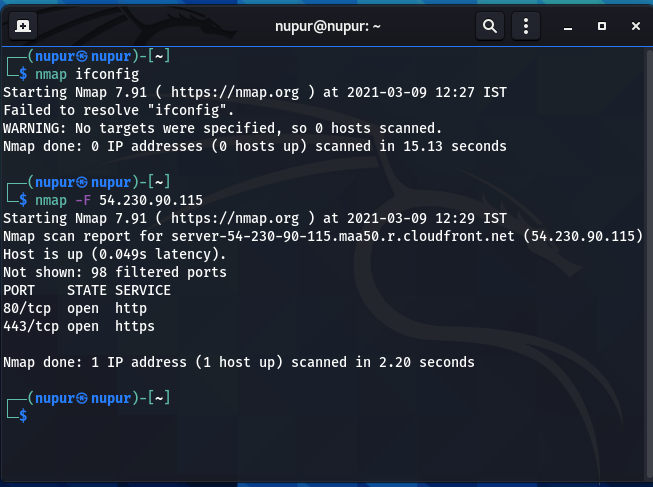 nupur@nupur: ~
┌──(nupur㉿nupur)-[~]
└─$ nmap ifconfig
Starting Nmap 7.91 ( https://nmap.org ) at 2021-03-09 12:27 IST
Failed to resolve "ifconfig".
WARNING: No targets were specified, so 0 hosts scanned.
Nmap done: 0 IP addresses (0 hosts up) scanned in 15.13 seconds
┌──(nupur㉿nupur)-[~]
└─$ nmap -F 54.230.90.115
Starting Nmap 7.91 ( https://nmap.org ) at 2021-03-09 12:29 IST
Nmap scan report for server-54-230-90-115.maa50.r.cloudfront.net (54.230.90.115)
Host is up (0.049s latency).
Not shown: 98 filtered ports
PORT    STATE SERVICE
80/tcp  open  http
443/tcp open  https
Nmap done: 1 IP address (1 host up) scanned in 2.20 seconds
┌──(nupur㉿nupur)-[~]
└─$